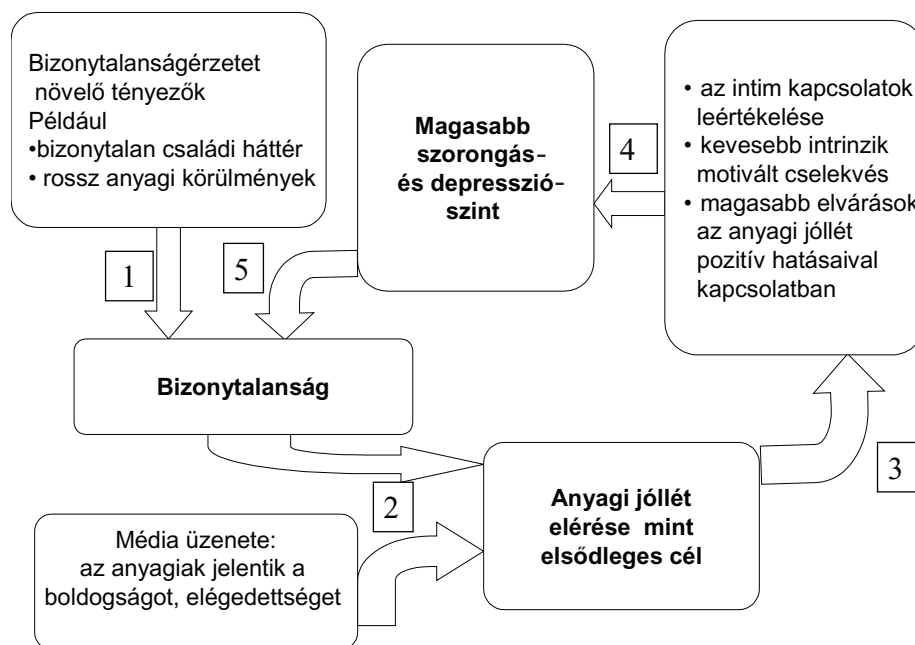 Bizonytalanságérzetet
növelő tényezők
Például
•bizonytalan családi háttér
• rossz anyagi körülmények
1
5
Magasabb
szorongás-
és depresszió-
szint
4
• az intim kapcsolatok
leértékelése
• kevesebb intrinzik
motivált cselekvés
• magasabb elvárások
az anyagi jóllét
pozitív hatásaival
kapcsolatban
Bizonytalanság
2
3
Média üzenete:
az anyagiak jelentik a
boldogságot, elégedettséget
Anyagi jóllét
elérése mint
elsődleges cél